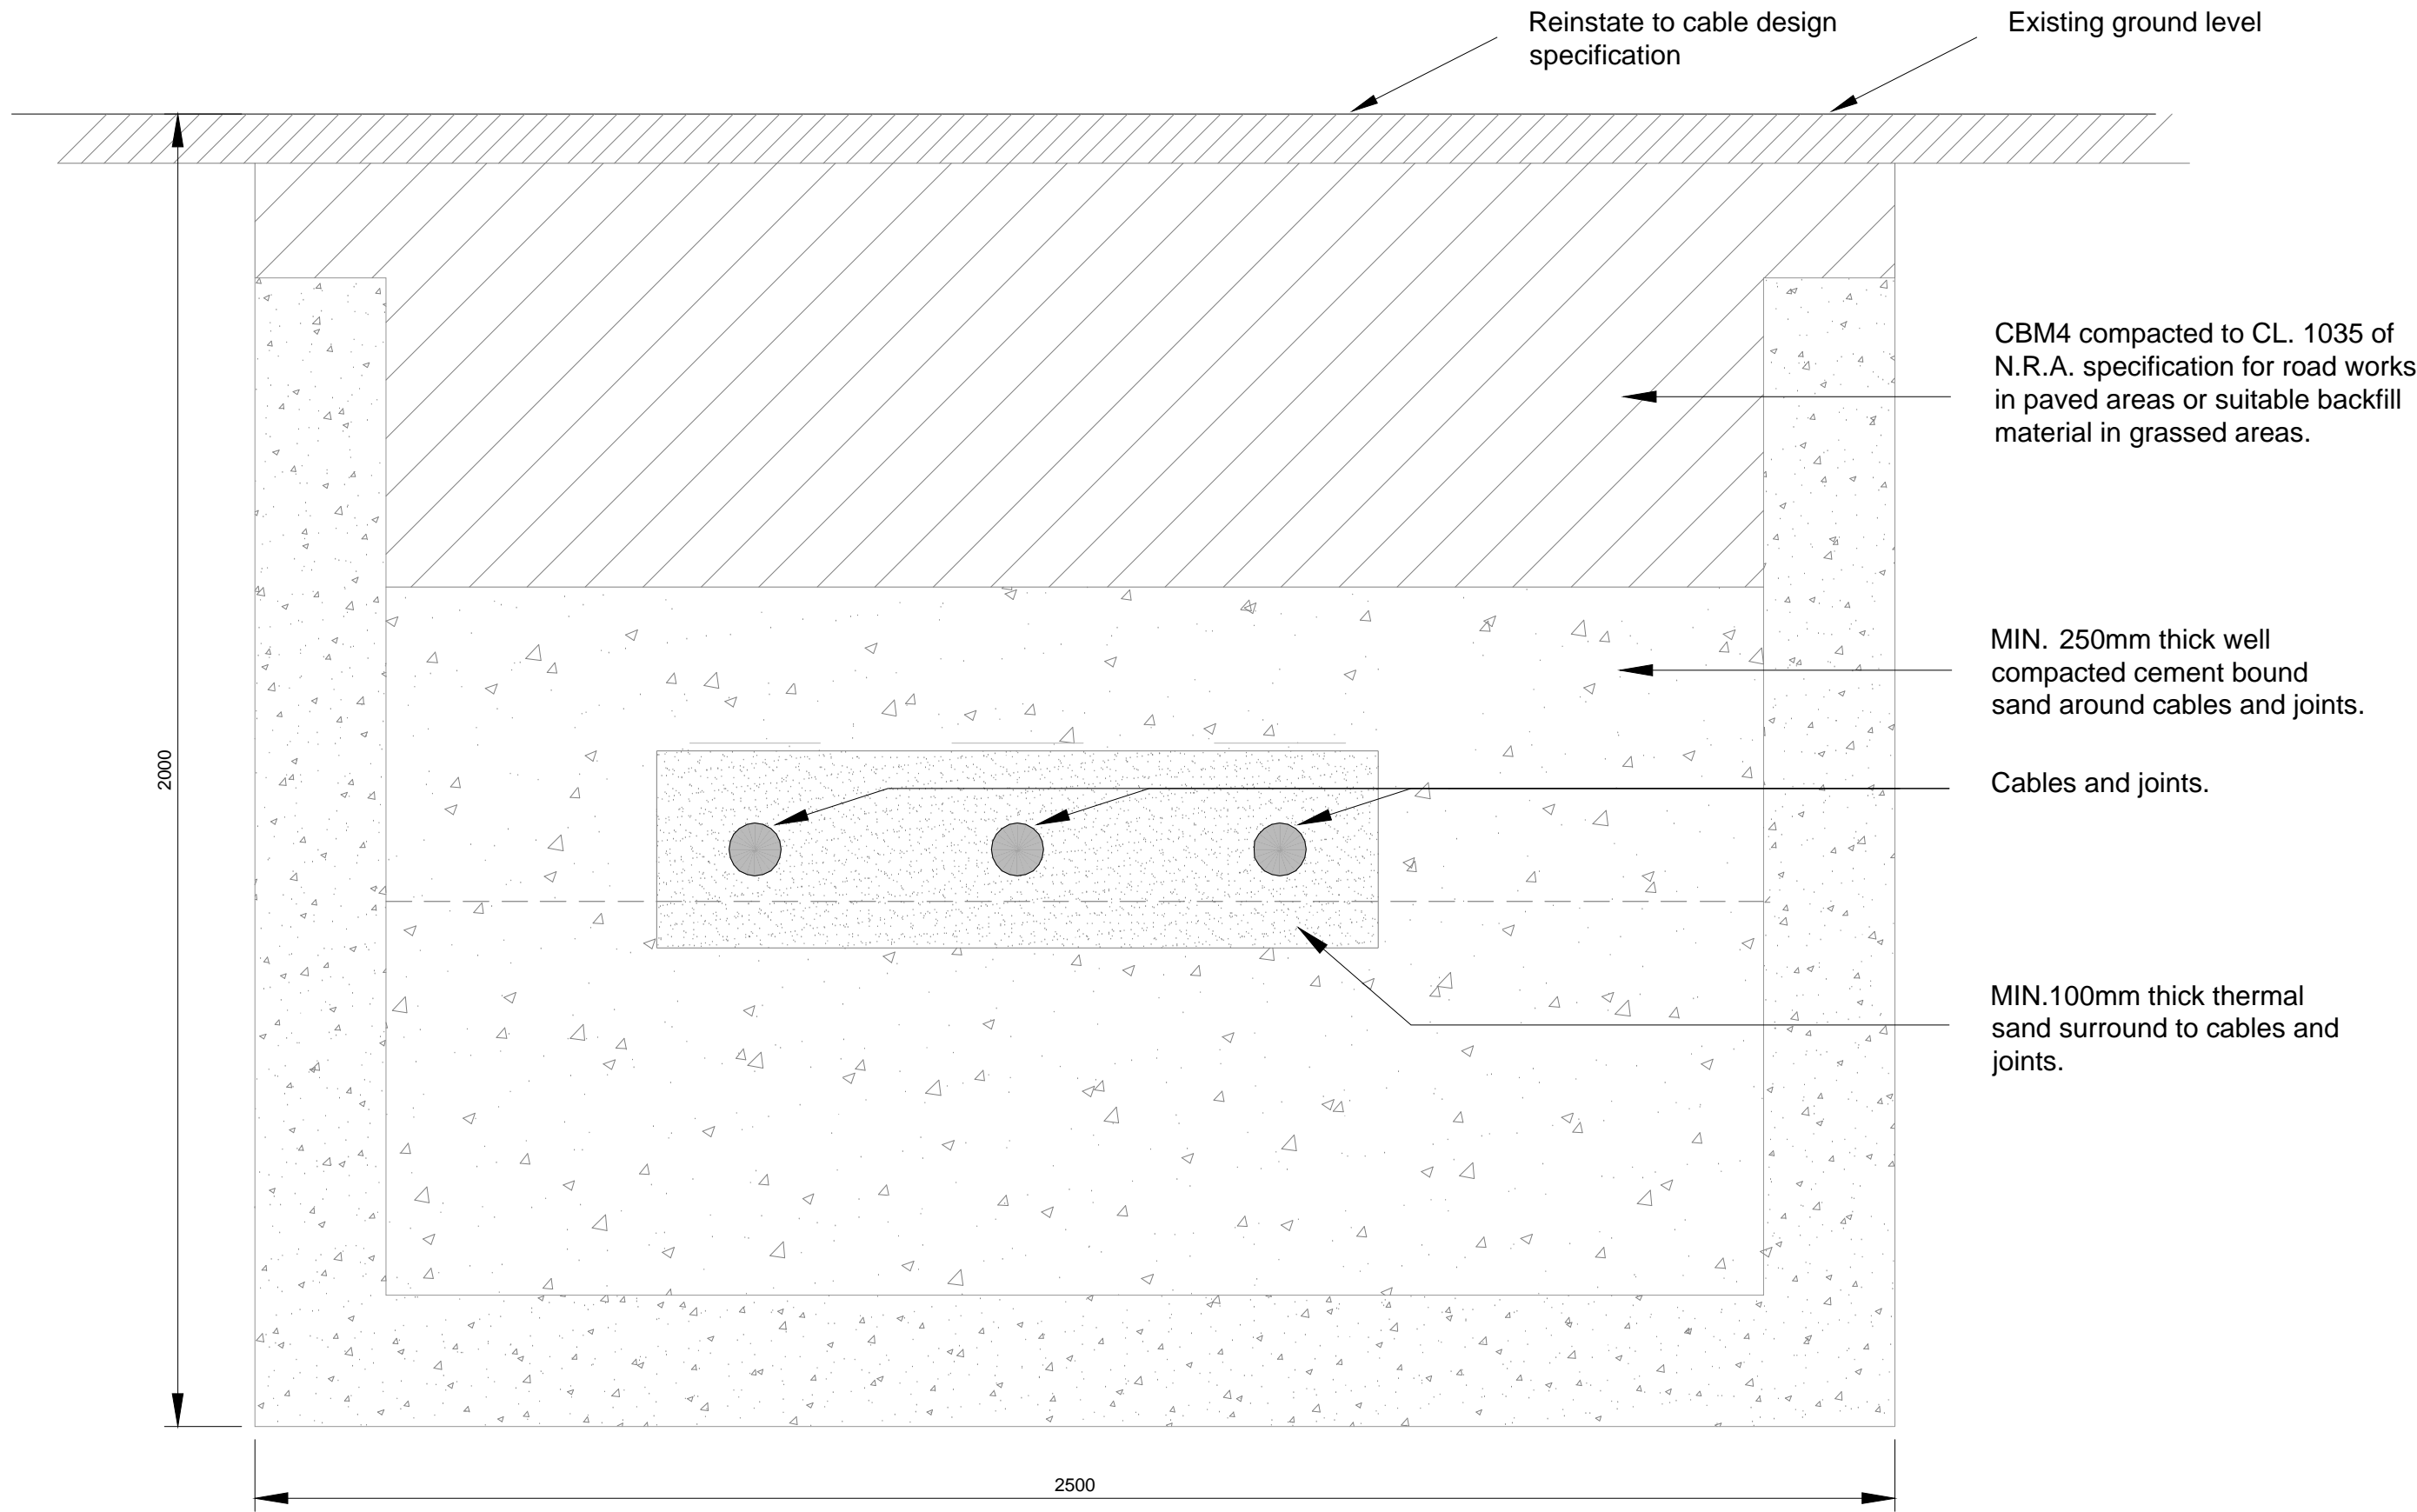 Reinstate to cable design
specification
Existing ground level
CBM4 compacted to CL. 1035 of
N.R.A. specification for road works
in paved areas or suitable backfill
material in grassed areas.
MIN. 250mm thick well
compacted cement bound
sand around cables and joints.
2000
Cables and joints.
MIN.100mm thick thermal
sand surround to cables and
joints.
2500